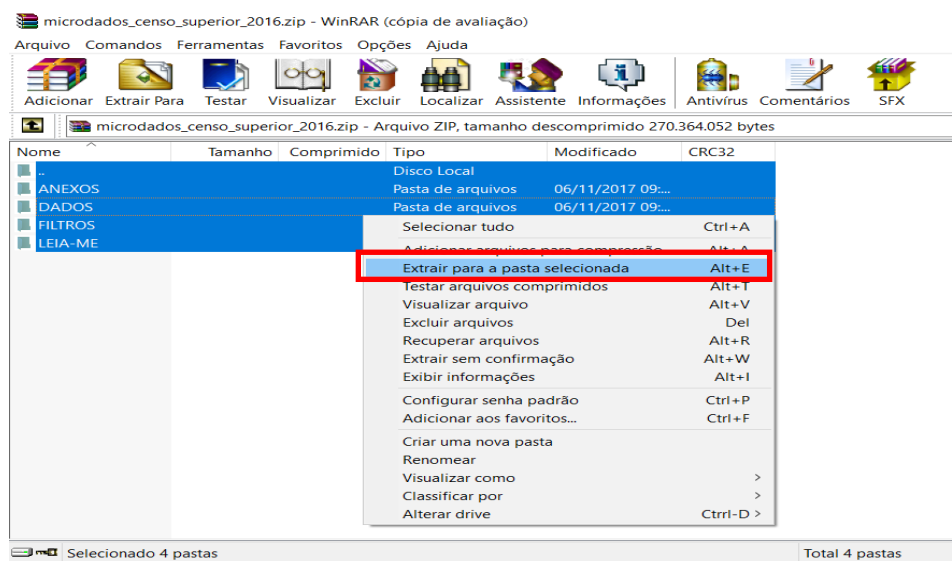 microdados_censo_superior_2016.zip - WinRAR (cópia de avaliação)
Arquivo Comandos Ferramentas Favoritos Opções Ajuda
Adicionar Extrair Para Testar Visualizar Excluir Localizar Assistente Informações Antivírus Comentários SFX
microdados_censo_superior_2016.zip - Arquivo ZIP, tamanho descomprimido 270.364.052 bytes
Nome Tamanho Comprimido Tipo Modificado CRC32
.. Disco Local
ANEXOS Pasta de arquivos 06/11/2017 09:...
DADOS Pasta de arquivos 06/11/2017 09:...
FILTROS
LEIA-ME
Selecionar tudo Ctrl+A
Adicionar arquivos para compressão Alt+A
Extrair para a pasta selecionada Alt+E
Testar arquivos comprimidos Alt+T
Visualizar arquivo Alt+V
Excluir arquivos Del
Recuperar arquivos Alt+R
Extrair sem confirmação Alt+W
Exibir informações Alt+I
Configurar senha padrão Ctrl+P
Adicionar aos favoritos... Ctrl+F
Criar uma nova pasta
Renomear
Visualizar como >
Classificar por >
Alterar drive Ctrrl-D >
Selecionado 4 pastas Total 4 pastas